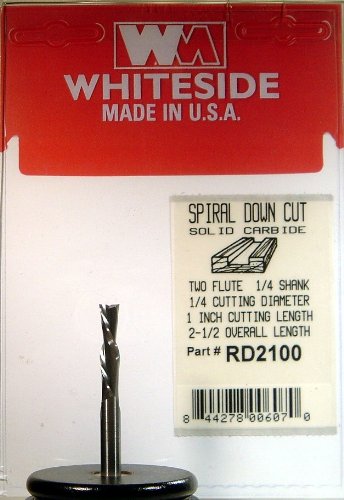 WM
WHITESIDE
MADE IN U.S.A.
SPIRAL DOWN CUT
SOLID CARBIDE
TWO FLUTE 1/4 SHANK
1/4 CUTTING DIAMETER
1 INCH CUTTING LENGTH
2-1/2 OVERALL LENGTH
Part# RD2100
8 44278 00607 0